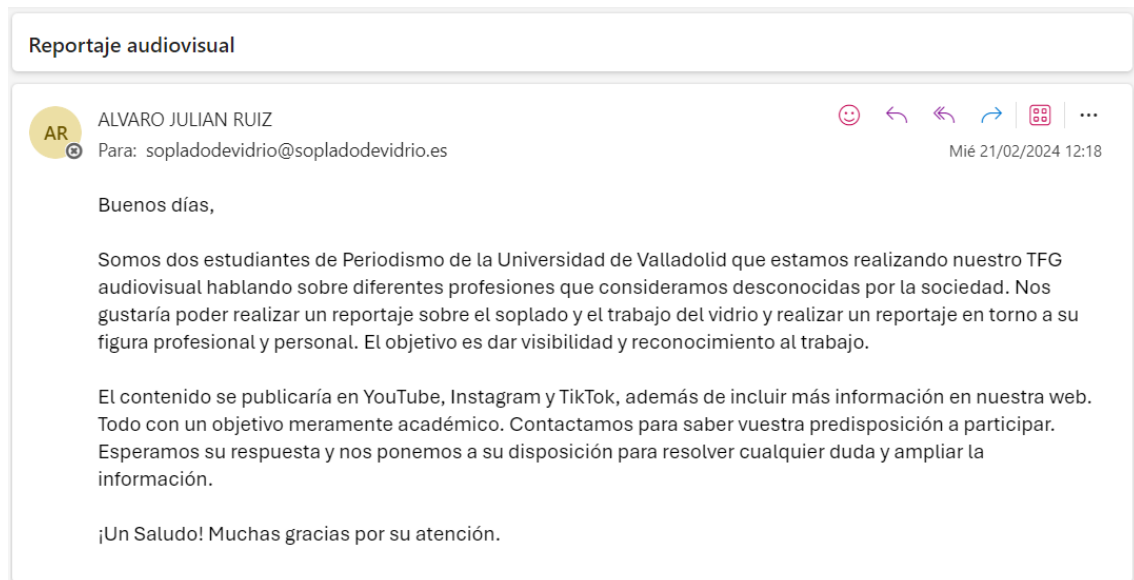 Reportaje audiovisual
AR
ALVARO JULIAN RUIZ
Para: sopladodevidrio@sopladodevidrio.es
Mié 21/02/2024 12:18
Buenos días,
Somos dos estudiantes de Periodismo de la Universidad de Valladolid que estamos realizando nuestro TFG
audiovisual hablando sobre diferentes profesiones que consideramos desconocidas por la sociedad. Nos
gustaría poder realizar un reportaje sobre el soplado y el trabajo del vidrio y realizar un reportaje en torno a su
figura profesional y personal. El objetivo es dar visibilidad y reconocimiento al trabajo.
El contenido se publicaría en YouTube, Instagram y TikTok, además de incluir más información en nuestra web.
Todo con un objetivo meramente académico. Contactamos para saber vuestra predisposición a participar.
Esperamos su respuesta y nos ponemos a su disposición para resolver cualquier duda y ampliar la
información.
¡Un Saludo! Muchas gracias por su atención.